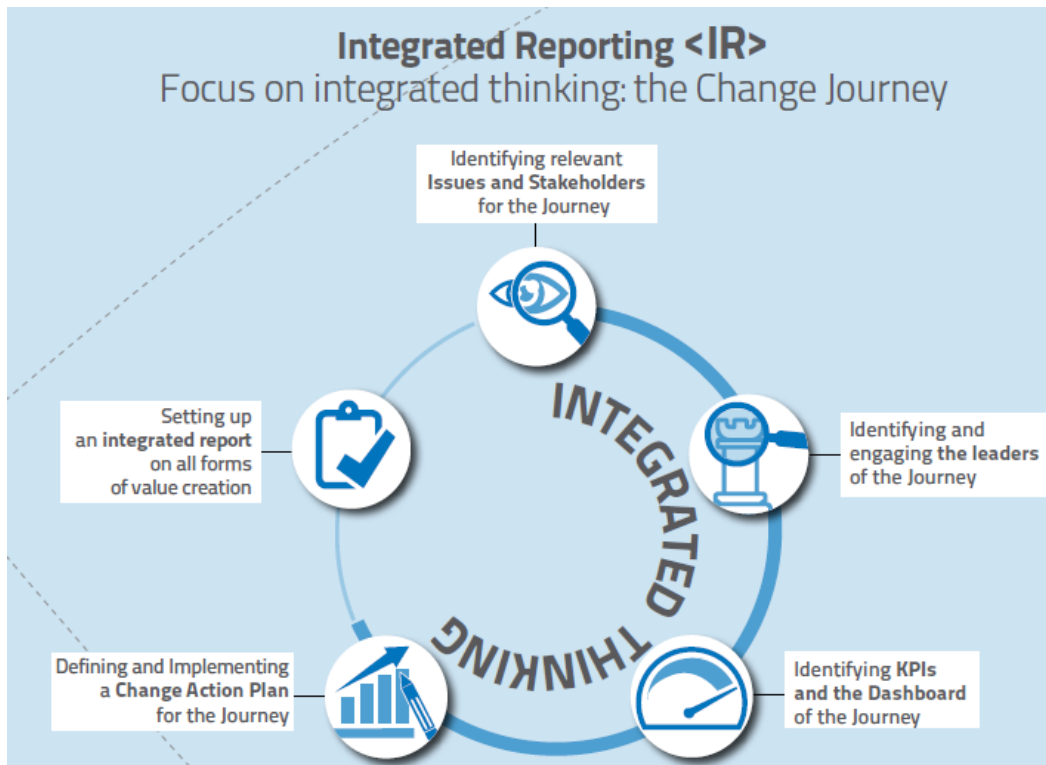 Integrated Reporting <IR>
Focus on integrated thinking: the Change Journey
Identifying relevant
Issues and Stakeholders
for the Journey
Setting up
an integrated report
on all forms
of value creation
Identifying and
engaging the leaders
of the Journey
INTEGRATED THINKING
Defining and Implementing
a Change Action Plan
for the Journey
Identifying KPIs
and the Dashboard
of the Journey